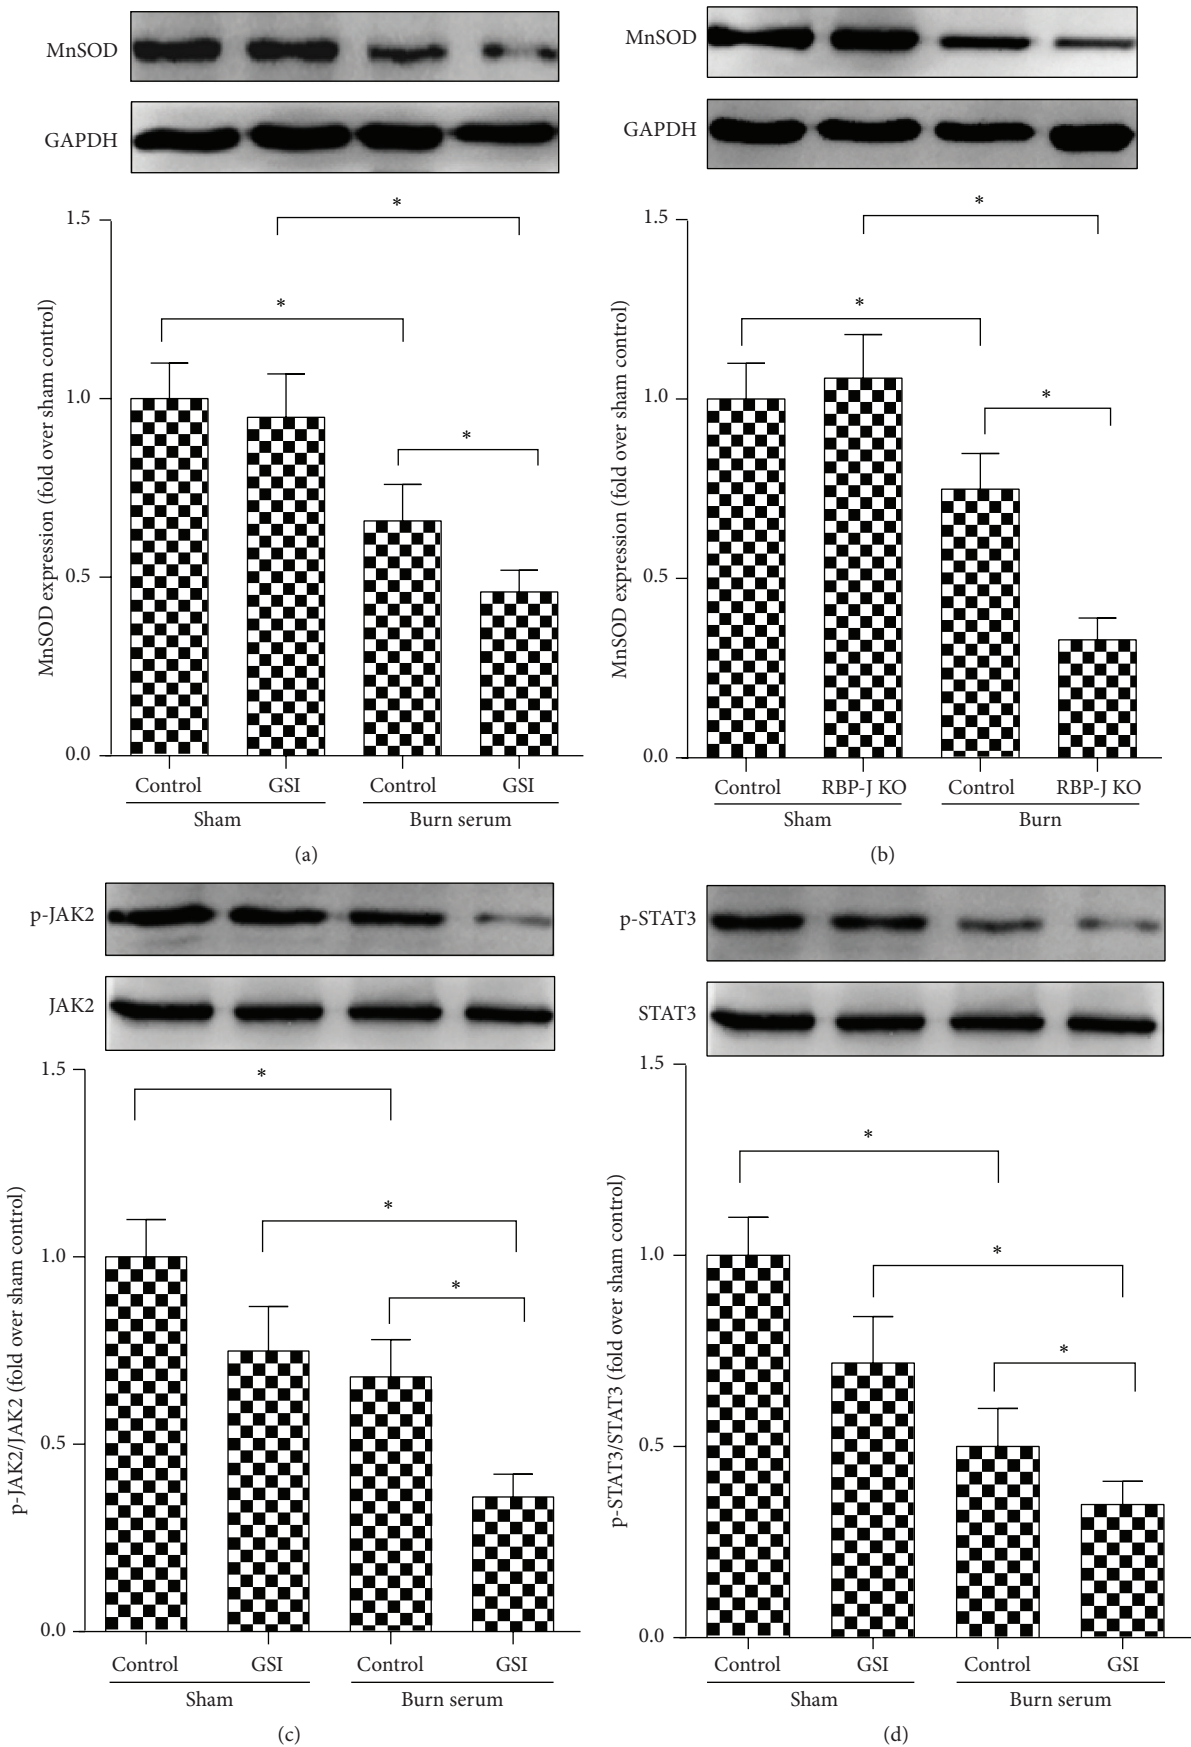 MnSOD
GAPDH
*
1.5
*
1.0
*
0.5
0.0
MnSOD expression (fold over sham control)
Control GSI Control GSI
Sham Burn serum
(a)
MnSOD
GAPDH
*
1.5
*
1.0
*
0.5
0.0
MnSOD expression (fold over sham control)
Control RBP-J KO Control RBP-J KO
Sham Burn
(b)
p-JAK2
JAK2
1.5
*
*
1.0
*
0.5
0.0
p-JAK2/JAK2 (fold over sham control)
Control GSI Control GSI
Sham Burn serum
(c)
p-STAT3
STAT3
1.5
*
1.0
*
*
0.5
0.0
p-STAT3/STAT3 (fold over sham control)
Control GSI Control GSI
Sham Burn serum
(d)